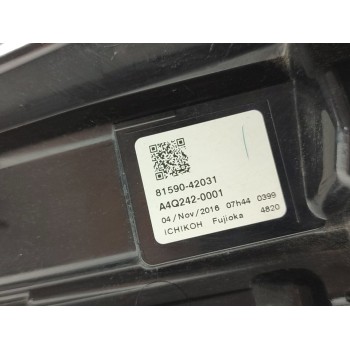 81590-42031
A4Q242-0001
04/Nov/2016 07h44 0399
ICHIKOH Fujioka 4820